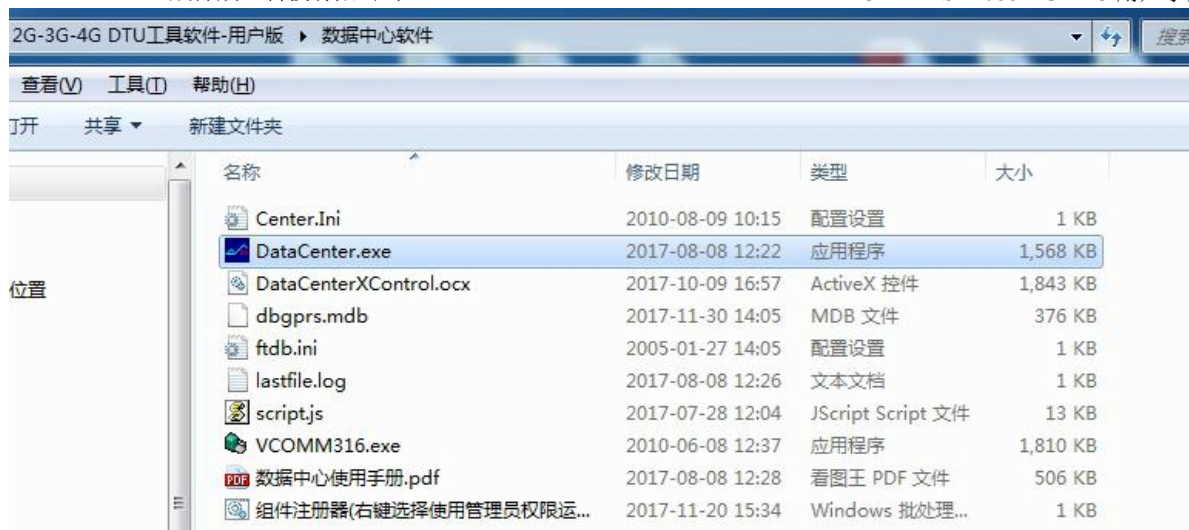 2G-3G-4G DTU工具软件-用户版 ▸ 数据中心软件
查看(V) 工具(T) 帮助(H)
打开 共享 ▼ 新建文件夹
名称 修改日期 类型 大小
Center.Ini 2010-08-09 10:15 配置设置 1 KB
DataCenter.exe 2017-08-08 12:22 应用程序 1,568 KB
位置 DataCenterXControl.ocx 2017-10-09 16:57 ActiveX 控件 1,843 KB
dbgprs.mdb 2017-11-30 14:05 MDB 文件 376 KB
ftdb.ini 2005-01-27 14:05 配置设置 1 KB
lastfile.log 2017-08-08 12:26 文本文档 1 KB
script.js 2017-07-28 12:04 JScript Script 文件 13 KB
VCOMM316.exe 2010-06-08 12:37 应用程序 1,810 KB
PDF 数据中心使用手册.pdf 2017-08-08 12:28 看图王 PDF 文件 506 KB
组件注册器(右键选择使用管理员权限运... 2017-11-20 15:34 Windows 批处理... 1 KB